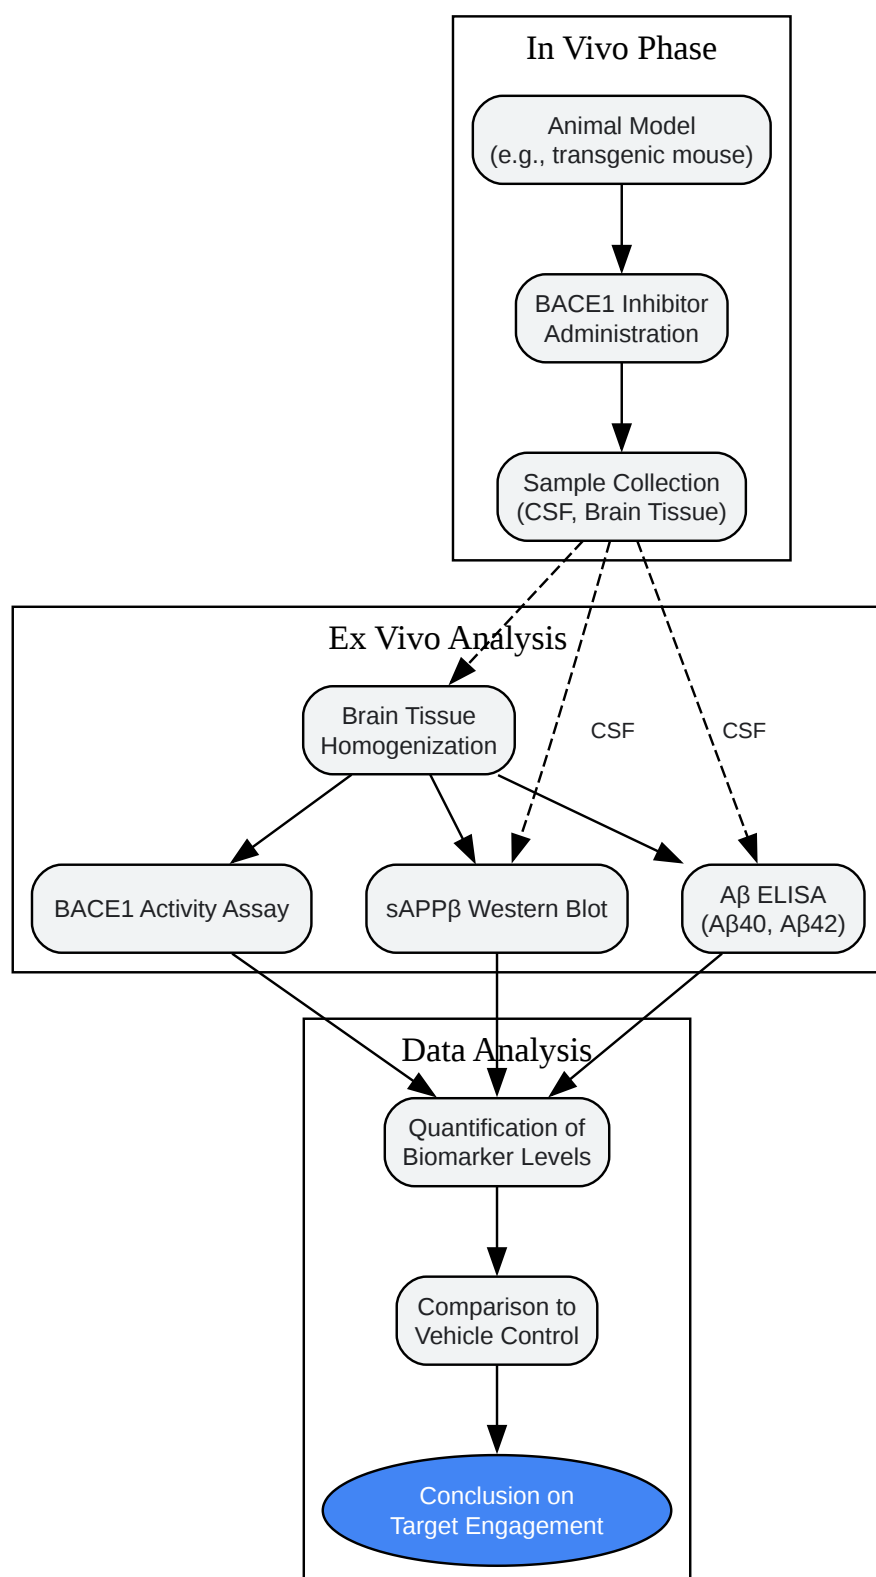 In Vivo Phase
Animal Model
(e.g., transgenic mouse)
BACE1 Inhibitor
Administration
Sample Collection
(CSF, Brain Tissue)
Ex Vivo Analysis
Brain Tissue
Homogenization
CSF
CSF
BACE1 Activity Assay
sAPPβ Western Blot
Aβ ELISA
(Aβ40, Aβ42)
Data Analysis
Quantification of
Biomarker Levels
Comparison to
Vehicle Control
Conclusion on
Target Engagement